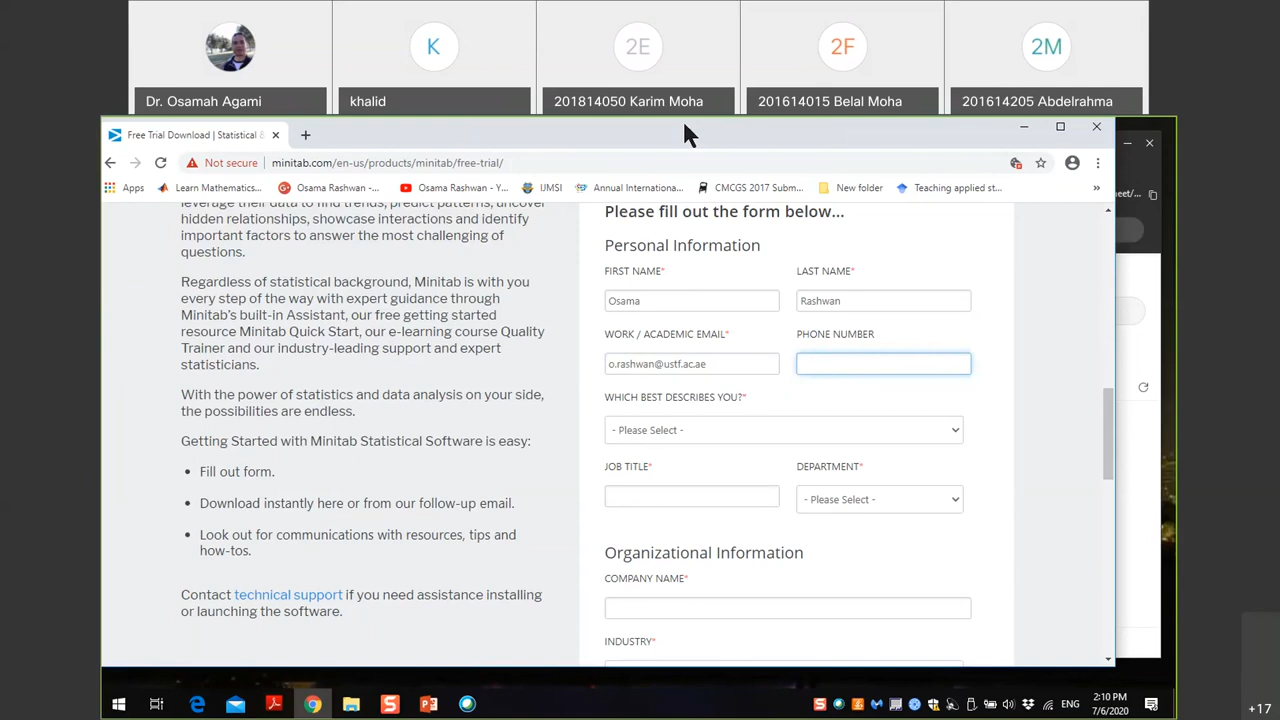 K
2E
2F
2M
Dr. Osamah Agami
khalid
201814050 Karim Moha
201614015 Belal Moha
201614205 Abdelrahma
Free Trial Download | Statistical &
Not secure
minitab.com/en-us/products/minitab/free-trial/
Apps
Learn Mathematics...
Osama Rashwan -...
Osama Rashwan - Y...
IJMSI
Annual Internationa...
CMCGS 2017 Subm...
New folder
Teaching applied st...
»
leverage their data to find trends, predict patterns, uncover
hidden relationships, showcase interactions and identify
important factors to answer the most challenging of
questions.
Regardless of statistical background, Minitab is with you
every step of the way with expert guidance through
Minitab's built-in Assistant, our free getting started
resource Minitab Quick Start, our e-learning course Quality
Trainer and our industry-leading support and expert
statisticians.
With the power of statistics and data analysis on your side,
the possibilities are endless.
Getting Started with Minitab Statistical Software is easy:
• Fill out form.
• Download instantly here or from our follow-up email.
• Look out for communications with resources, tips and
how-tos.
Contact technical support if you need assistance installing
or launching the software.
Please fill out the form below...
Personal Information
FIRST NAME*
LAST NAME*
Osama
Rashwan
WORK / ACADEMIC EMAIL*
PHONE NUMBER
o.rashwan@ustf.ac.ae
WHICH BEST DESCRIBES YOU?*
- Please Select -
JOB TITLE*
DEPARTMENT*
- Please Select -
Organizational Information
COMPANY NAME*
INDUSTRY*
heet/...
ENG
2:10 PM
7/6/2020
+17